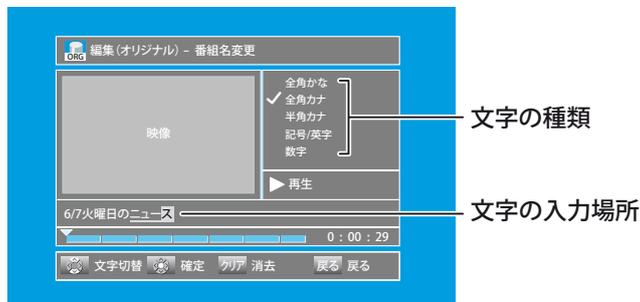 ORG 編集(オリジナル) – 番組名変更
映像
全角かな
全角カナ
半角カナ
記号/英字
数字
再生
6/7火曜日のニュース
0：00：29
文字切替 確定 クリア 消去 戻る 戻る
文字の種類
文字の入力場所